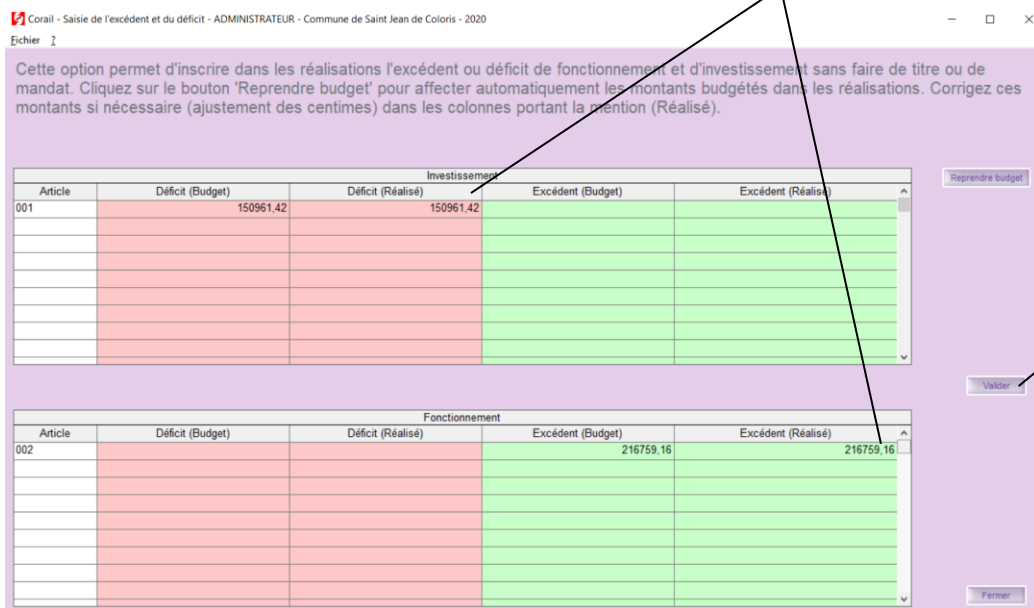 Corail - Saisie de l'excédent et du déficit - ADMINISTRATEUR - Commune de Saint Jean de Coloris - 2020
Fichier ?
Cette option permet d'inscrire dans les réalisations l'excédent ou déficit de fonctionnement et d'investissement sans faire de titre ou de
mandat. Cliquez sur le bouton 'Reprendre budget' pour affecter automatiquement les montants budgétés dans les réalisations. Corrigez ces
montants si nécessaire (ajustement des centimes) dans les colonnes portant la mention (Réalisé).
Investissement
Reprendre budget
Article Déficit (Budget) Déficit (Réalisé) Excédent (Budget) Excédent (Réalisé)
001 150961,42 150961,42
Valider
Fonctionnement
Article Déficit (Budget) Déficit (Réalisé) Excédent (Budget) Excédent (Réalisé)
002 216759,16 216759,16
Fermer